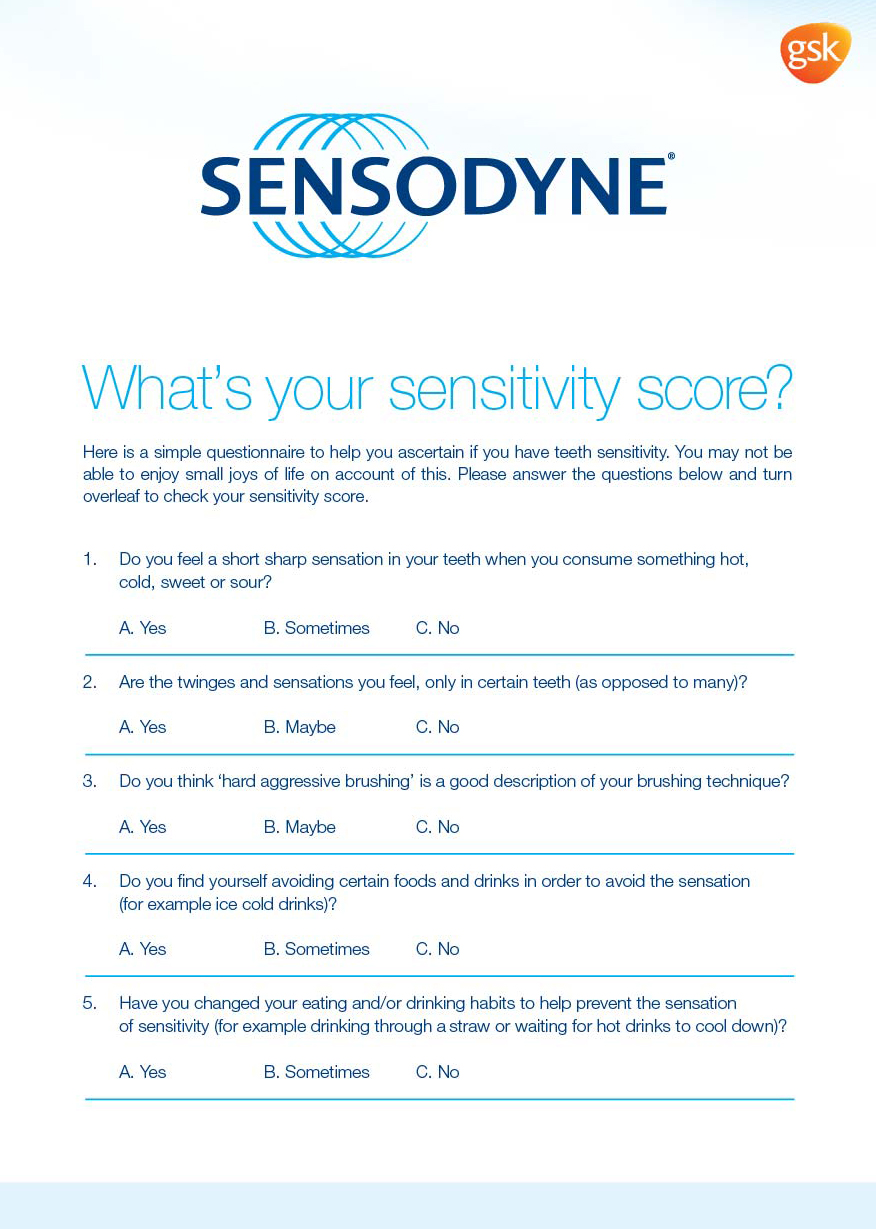 gsk
SENSODYNE®
What's your sensitivity score?
Here is a simple questionnaire to help you ascertain if you have teeth sensitivity. You may not be
able to enjoy small joys of life on account of this. Please answer the questions below and turn
overleaf to check your sensitivity score.
1. Do you feel a short sharp sensation in your teeth when you consume something hot,
cold, sweet or sour?
A. Yes B. Sometimes C. No
2. Are the twinges and sensations you feel, only in certain teeth (as opposed to many)?
A. Yes B. Maybe C. No
3. Do you think ‘hard aggressive brushing’ is a good description of your brushing technique?
A. Yes B. Maybe C. No
4. Do you find yourself avoiding certain foods and drinks in order to avoid the sensation
(for example ice cold drinks)?
A. Yes B. Sometimes C. No
5. Have you changed your eating and/or drinking habits to help prevent the sensation
of sensitivity (for example drinking through a straw or waiting for hot drinks to cool down)?
A. Yes B. Sometimes C. No